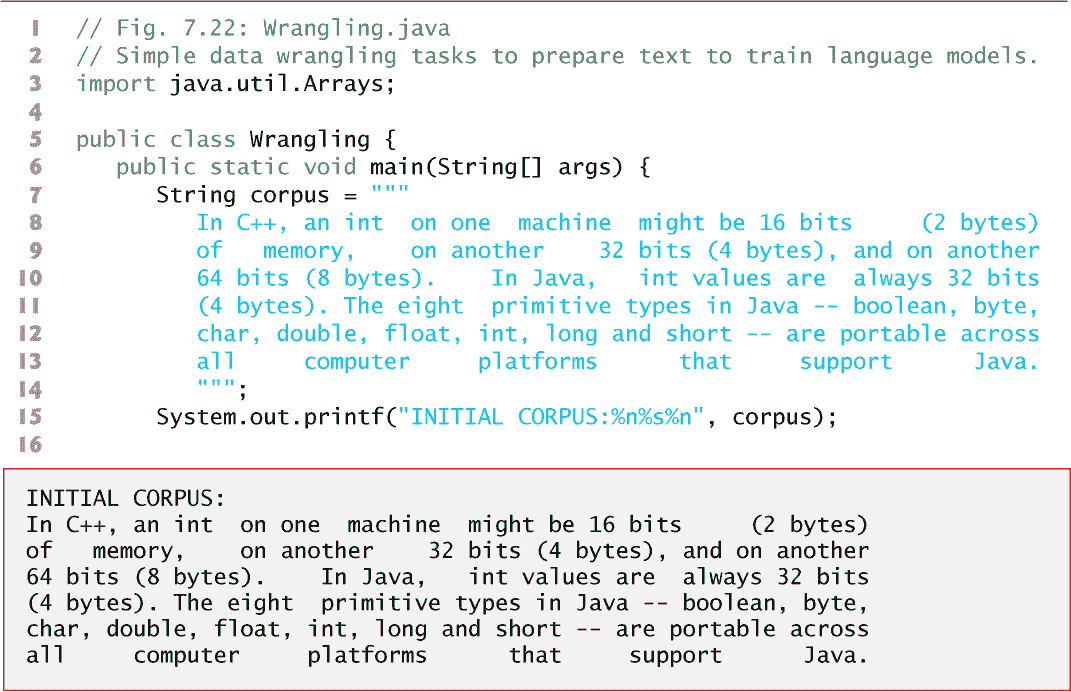 1 // Fig. 7.22: Wrangling.java
2 // Simple data wrangling tasks to prepare text to train language models.
3 import java.util.Arrays;
4
5 public class Wrangling {
6    public static void main(String[] args) {
7       String corpus = """
8          In C++, an int  on one  machine  might be 16 bits     (2 bytes)
9          of   memory,    on another    32 bits (4 bytes), and on another
10          64 bits (8 bytes).    In Java,   int values are  always 32 bits
11          (4 bytes). The eight  primitive types in Java -- boolean, byte,
12          char, double, float, int, long and short -- are portable across
13          all     computer     platforms      that     support      Java.
14          """;
15       System.out.printf("INITIAL CORPUS:%n%s%n", corpus);
16
INITIAL CORPUS:
In C++, an int  on one  machine  might be 16 bits     (2 bytes)
of   memory,    on another    32 bits (4 bytes), and on another
64 bits (8 bytes).    In Java,   int values are  always 32 bits
(4 bytes). The eight  primitive types in Java -- boolean, byte,
char, double, float, int, long and short -- are portable across
all     computer     platforms      that     support      Java.